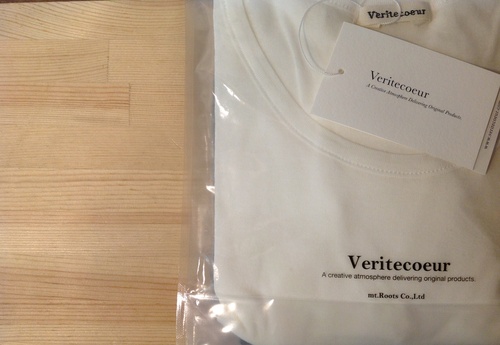 Veritecoeur
Veritecoeur
A Creative Atmosphere Delivering Original Products.
Veritecoeur
A creative atmosphere delivering original products.
mt.Roots Co.,Ltd